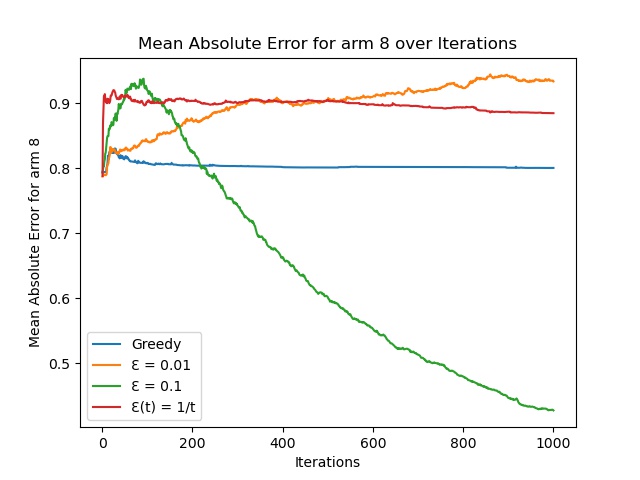 Mean Absolute Error for arm 8 over Iterations
Mean Absolute Error for arm 8
0.9
0.8
0.7
0.6
0.5
Greedy
Ɛ = 0.01
Ɛ = 0.1
Ɛ(t) = 1/t
0 200 400 600 800 1000
Iterations